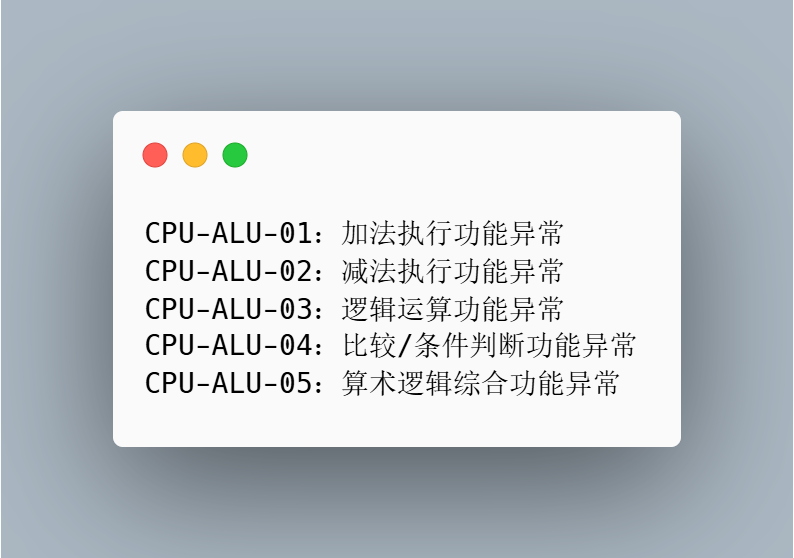 CPU-ALU-01：加法执行功能异常
CPU-ALU-02：减法执行功能异常
CPU-ALU-03：逻辑运算功能异常
CPU-ALU-04：比较/条件判断功能异常
CPU-ALU-05：算术逻辑综合功能异常